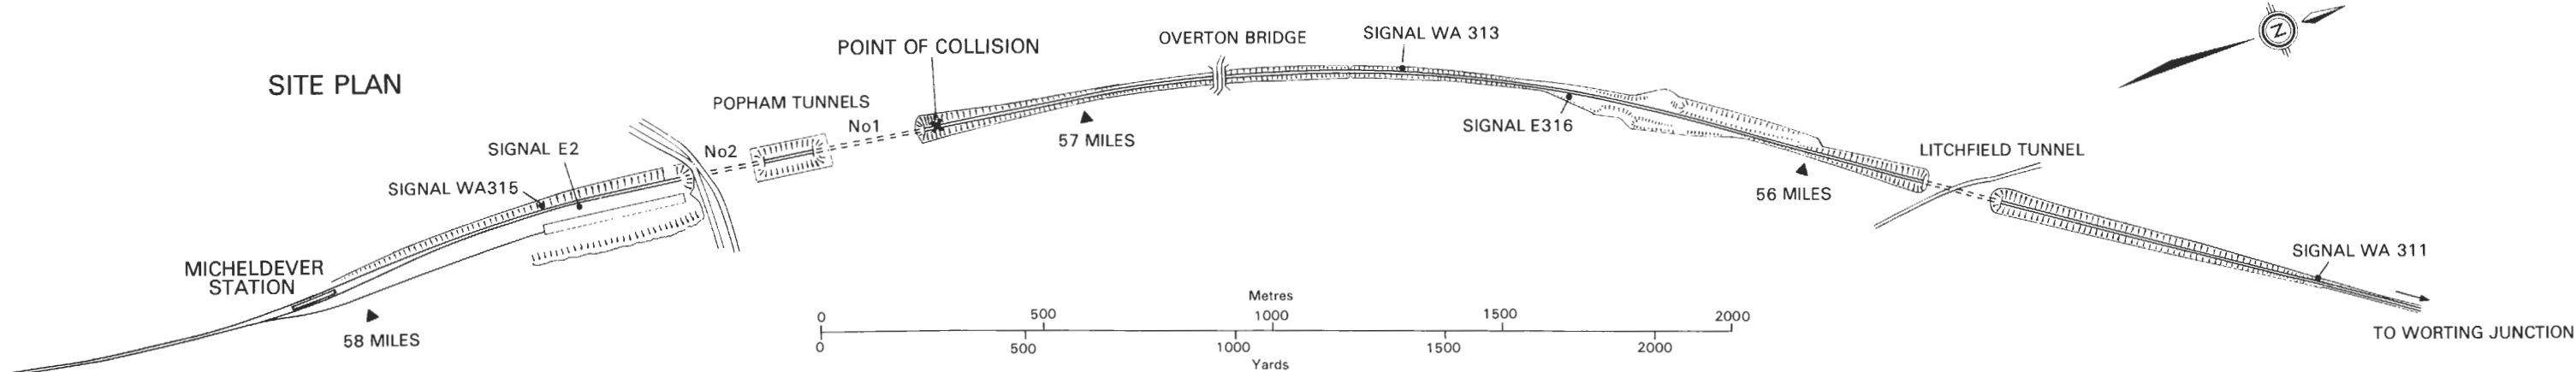 SITE PLAN
POINT OF COLLISION
OVERTON BRIDGE
SIGNAL WA 313
N
POPHAM TUNNELS
No1
No2
SIGNAL E2
SIGNAL WA315
57 MILES
SIGNAL E316
LITCHFIELD TUNNEL
56 MILES
MICHELDEVER
STATION
58 MILES
SIGNAL WA 311
TO WORTING JUNCTION
Metres
0 500 1000 1500 2000
0 500 1000 1500 2000
Yards